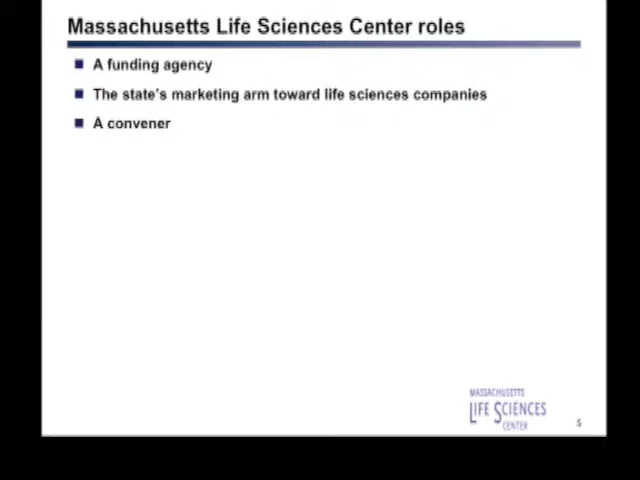 Massachusetts Life Sciences Center roles
A funding agency
The state's marketing arm toward life sciences companies
A convener
MASSACHUSETTS
LIFE SCIENCES
CENTER
5